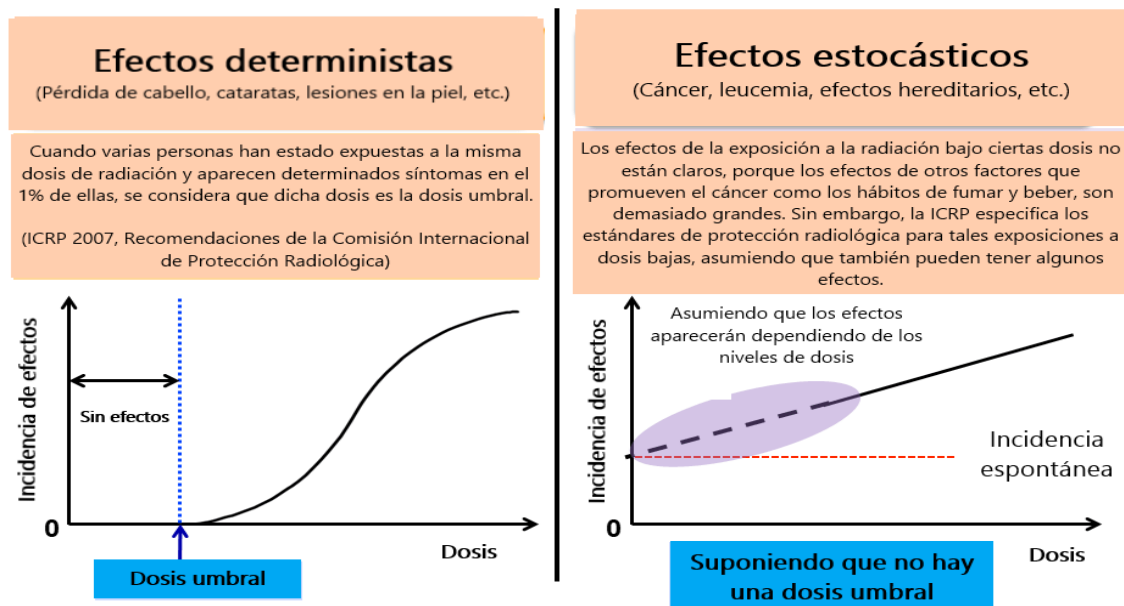 Efectos deterministas
(Pérdida de cabello, cataratas, lesiones en la piel, etc.)
Cuando varias personas han estado expuestas a la misma
dosis de radiación y aparecen determinados síntomas en el
1% de ellas, se considera que dicha dosis es la dosis umbral.
(ICRP 2007, Recomendaciones de la Comisión Internacional
de Protección Radiológica)
Incidencia de efectos
Sin efectos
0
Dosis
Dosis umbral
Efectos estocásticos
(Cáncer, leucemia, efectos hereditarios, etc.)
Los efectos de la exposición a la radiación bajo ciertas dosis no
están claros, porque los efectos de otros factores que
promueven el cáncer como los hábitos de fumar y beber, son
demasiado grandes. Sin embargo, la ICRP especifica los
estándares de protección radiológica para tales exposiciones a
dosis bajas, asumiendo que también pueden tener algunos
efectos.
Asumiendo que los efectos
aparecerán dependiendo de los
niveles de dosis
Incidencia de efectos
Incidencia
espontánea
0
Dosis
Suponiendo que no hay
una dosis umbral